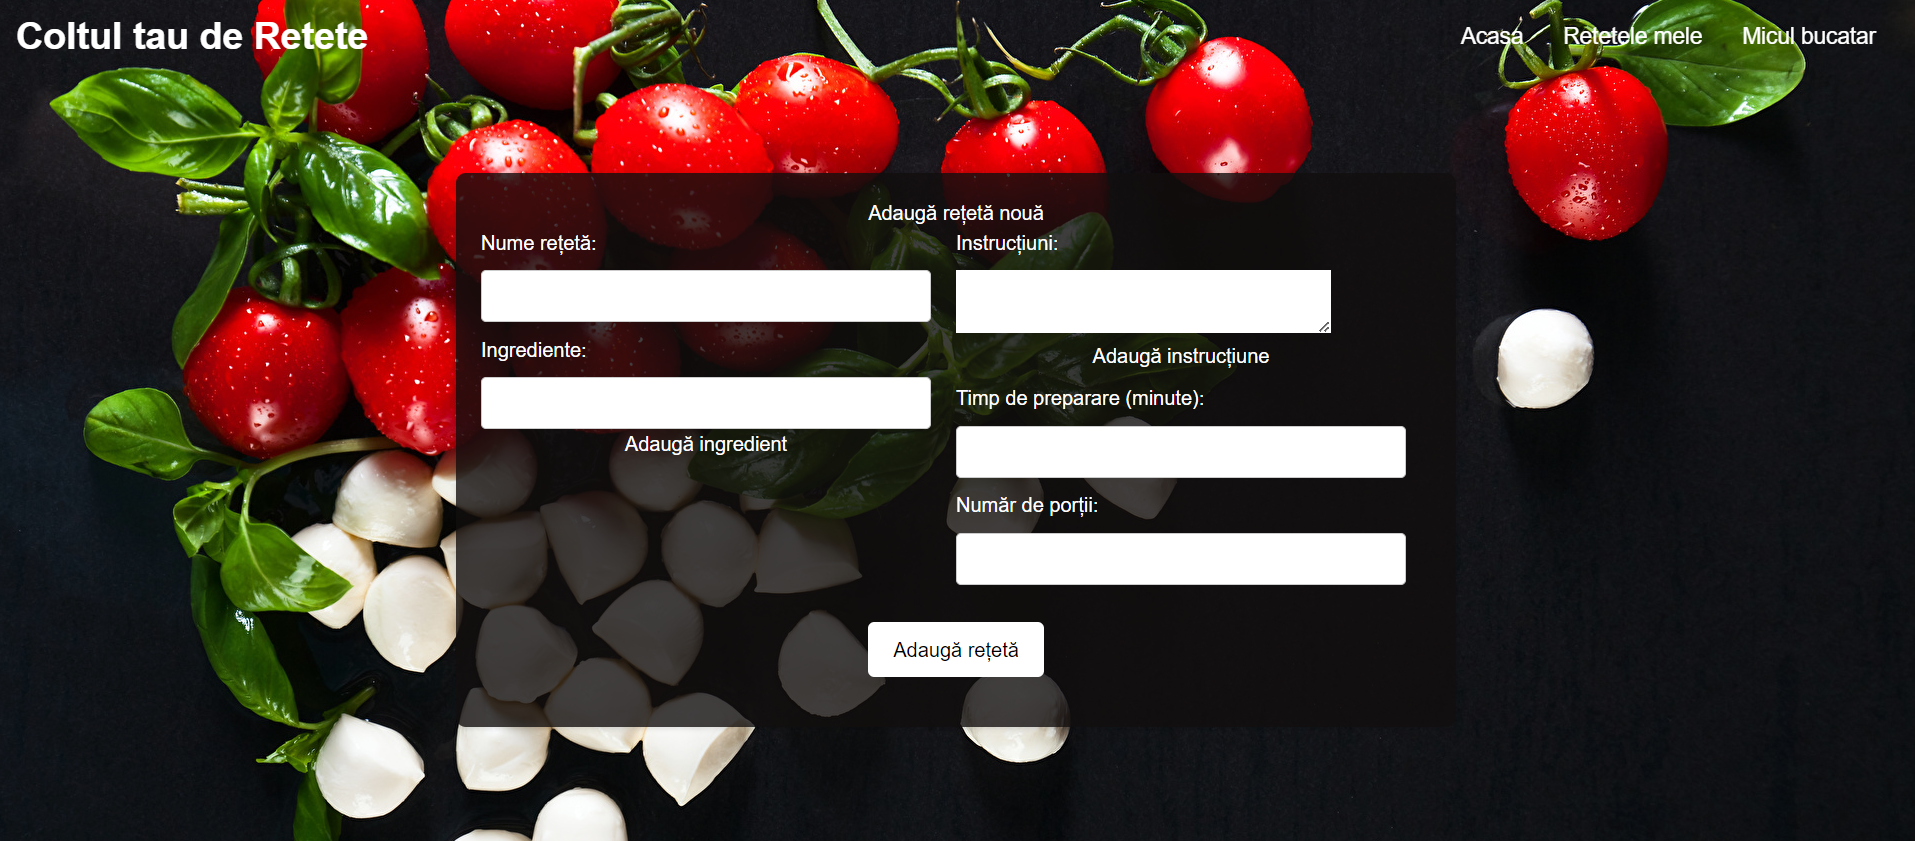 Coltul tau de Retete
Acasa
Retetele mele
Micul bucatar
Adaugă rețetă nouă
Nume rețetă:
Ingrediente:
Adaugă ingredient
Instrucțiuni:
Adaugă instrucțiune
Timp de preparare (minute):
Număr de porții:
Adaugă rețetă